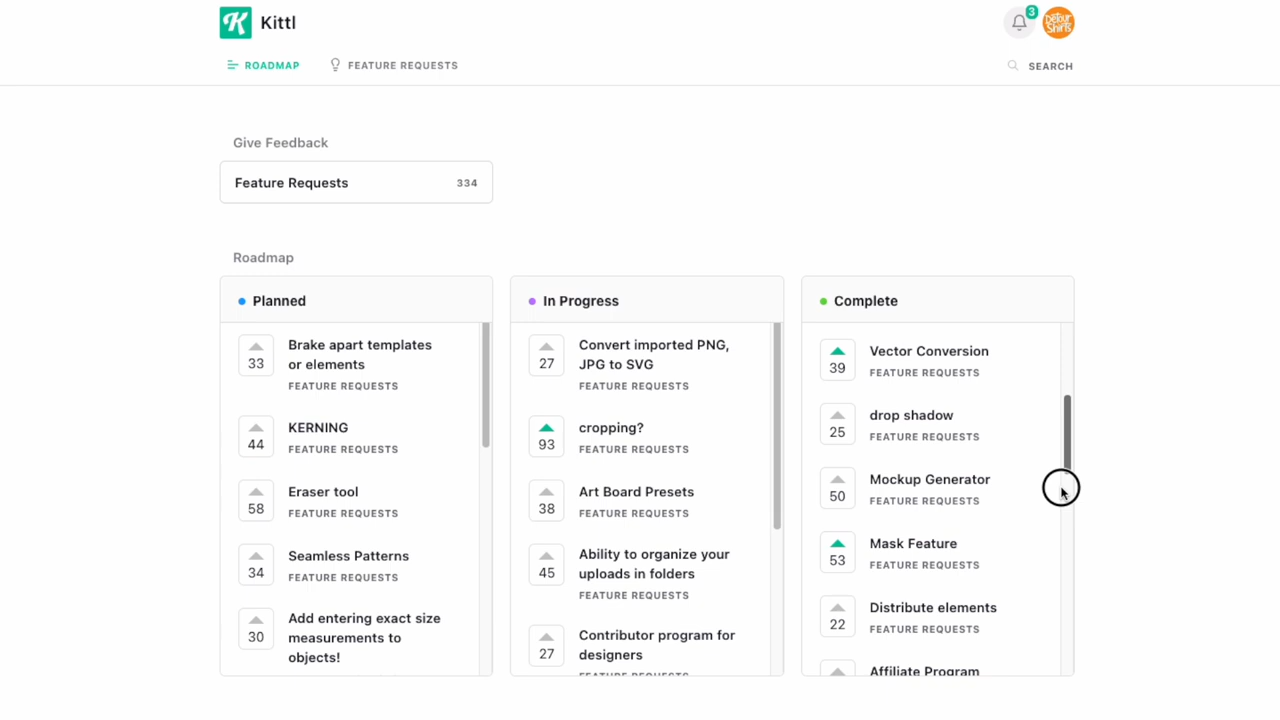 K Kittl
3
DeTour
Shirts
ROADMAP FEATURE REQUESTS SEARCH
Give Feedback
Feature Requests 334
Roadmap
Planned
33
Brake apart templates
or elements
FEATURE REQUESTS
44
KERNING
FEATURE REQUESTS
58
Eraser tool
FEATURE REQUESTS
34
Seamless Patterns
FEATURE REQUESTS
30
Add entering exact size
measurements to
objects!
In Progress
27
Convert imported PNG,
JPG to SVG
FEATURE REQUESTS
93
cropping?
FEATURE REQUESTS
38
Art Board Presets
FEATURE REQUESTS
45
Ability to organize your
uploads in folders
FEATURE REQUESTS
27
Contributor program for
designers
FEATURE REQUESTS
Complete
39
Vector Conversion
FEATURE REQUESTS
25
drop shadow
FEATURE REQUESTS
50
Mockup Generator
FEATURE REQUESTS
53
Mask Feature
FEATURE REQUESTS
22
Distribute elements
FEATURE REQUESTS
Affiliate Program